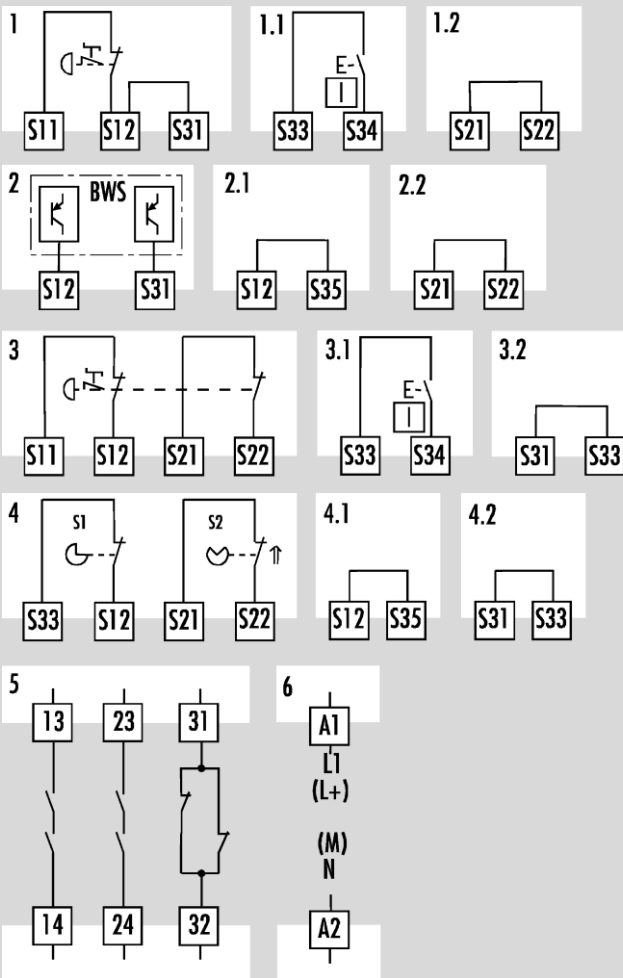 1 1.1 1.2
E-
I
S11 S12 S31 S33 S34 S21 S22
2 BWS 2.1 2.2
S12 S31 S12 S35 S21 S22
3 3.1 3.2
E-
I
S11 S12 S21 S22 S33 S34 S31 S33
4 S1 S2 4.1 4.2
S33 S12 S21 S22 S12 S35 S31 S33
5 6
13 23 31 A1
L1
(L+)
(M)
N
14 24 32 A2